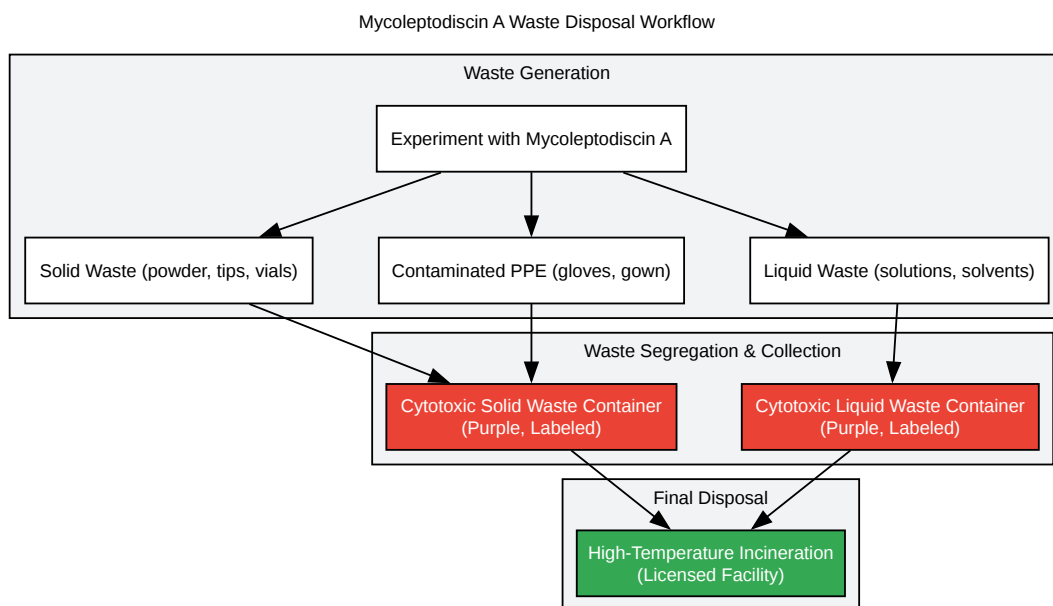 Mycoleptodiscin A Waste Disposal Workflow
Waste Generation
Experiment with Mycoleptodiscin A
Solid Waste (powder, tips, vials)
Contaminated PPE (gloves, gown)
Liquid Waste (solutions, solvents)
Waste Segregation & Collection
Cytotoxic Solid Waste Container
(Purple, Labeled)
Cytotoxic Liquid Waste Container
(Purple, Labeled)
Final Disposal
High-Temperature Incineration
(Licensed Facility)